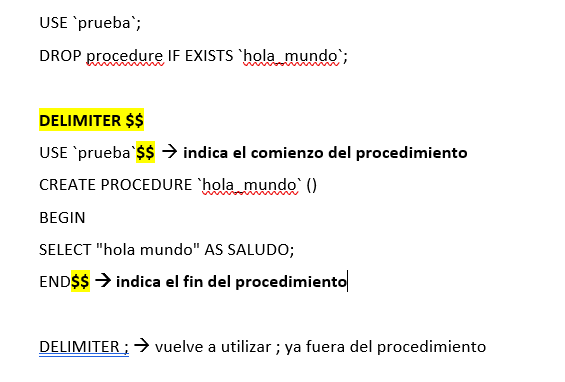 USE `prueba`;
DROP procedure IF EXISTS `hola_mundo`;
DELIMITER $$
USE `prueba`$$ → indica el comienzo del procedimiento
CREATE PROCEDURE `hola_mundo` ()
BEGIN
SELECT "hola mundo" AS SALUDO;
END$$ → indica el fin del procedimiento
DELIMITER ; → vuelve a utilizar ; ya fuera del procedimiento